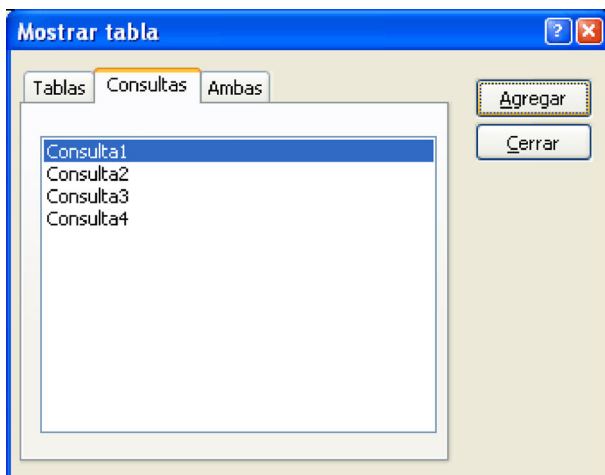 Mostrar tabla
Tablas Consultas Ambas
Agregar
Cerrar
Consulta1
Consulta2
Consulta3
Consulta4